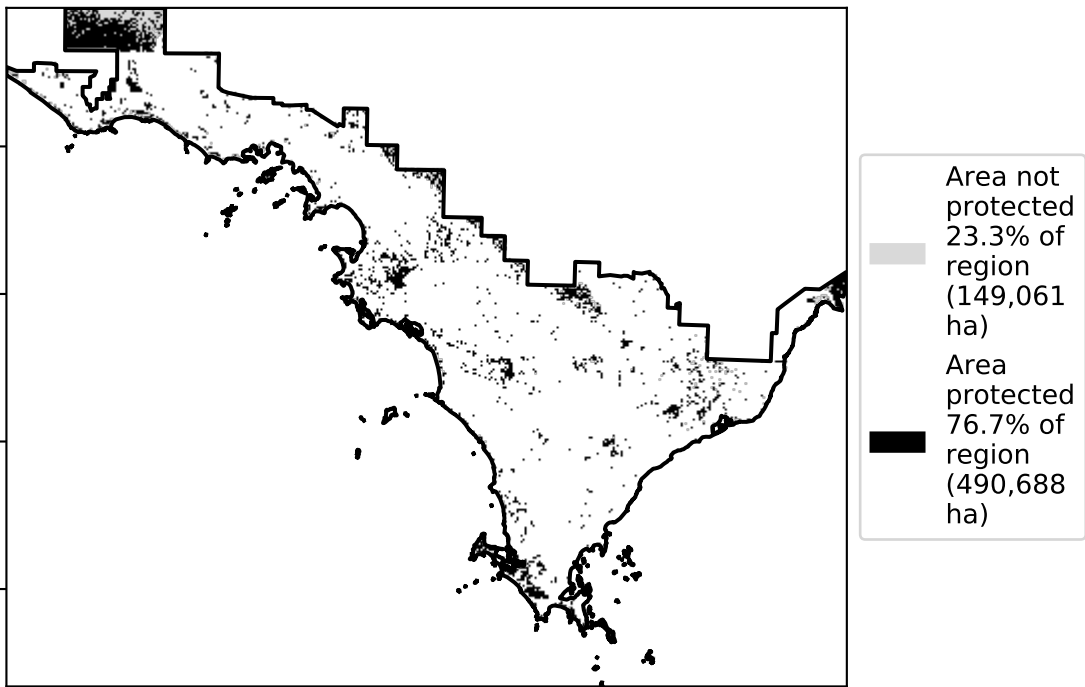 Area not
protected
23.3% of
region
(149,061
ha)
Area
protected
76.7% of
region
(490,688
ha)